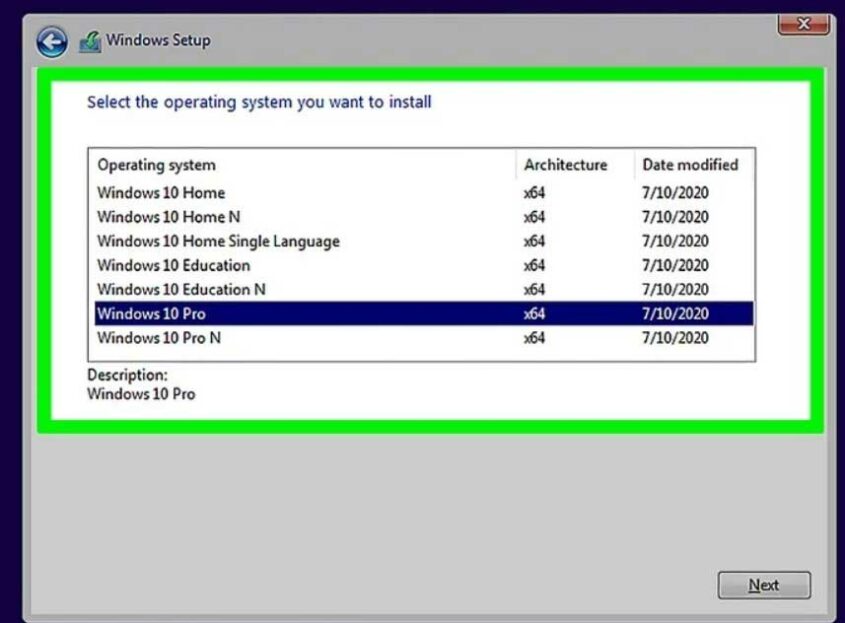 Windows Setup
Select the operating system you want to install
Operating system Architecture Date modified
Windows 10 Home x64 7/10/2020
Windows 10 Home N x64 7/10/2020
Windows 10 Home Single Language x64 7/10/2020
Windows 10 Education x64 7/10/2020
Windows 10 Education N x64 7/10/2020
Windows 10 Pro x64 7/10/2020
Windows 10 Pro N x64 7/10/2020
Description:
Windows 10 Pro
Next